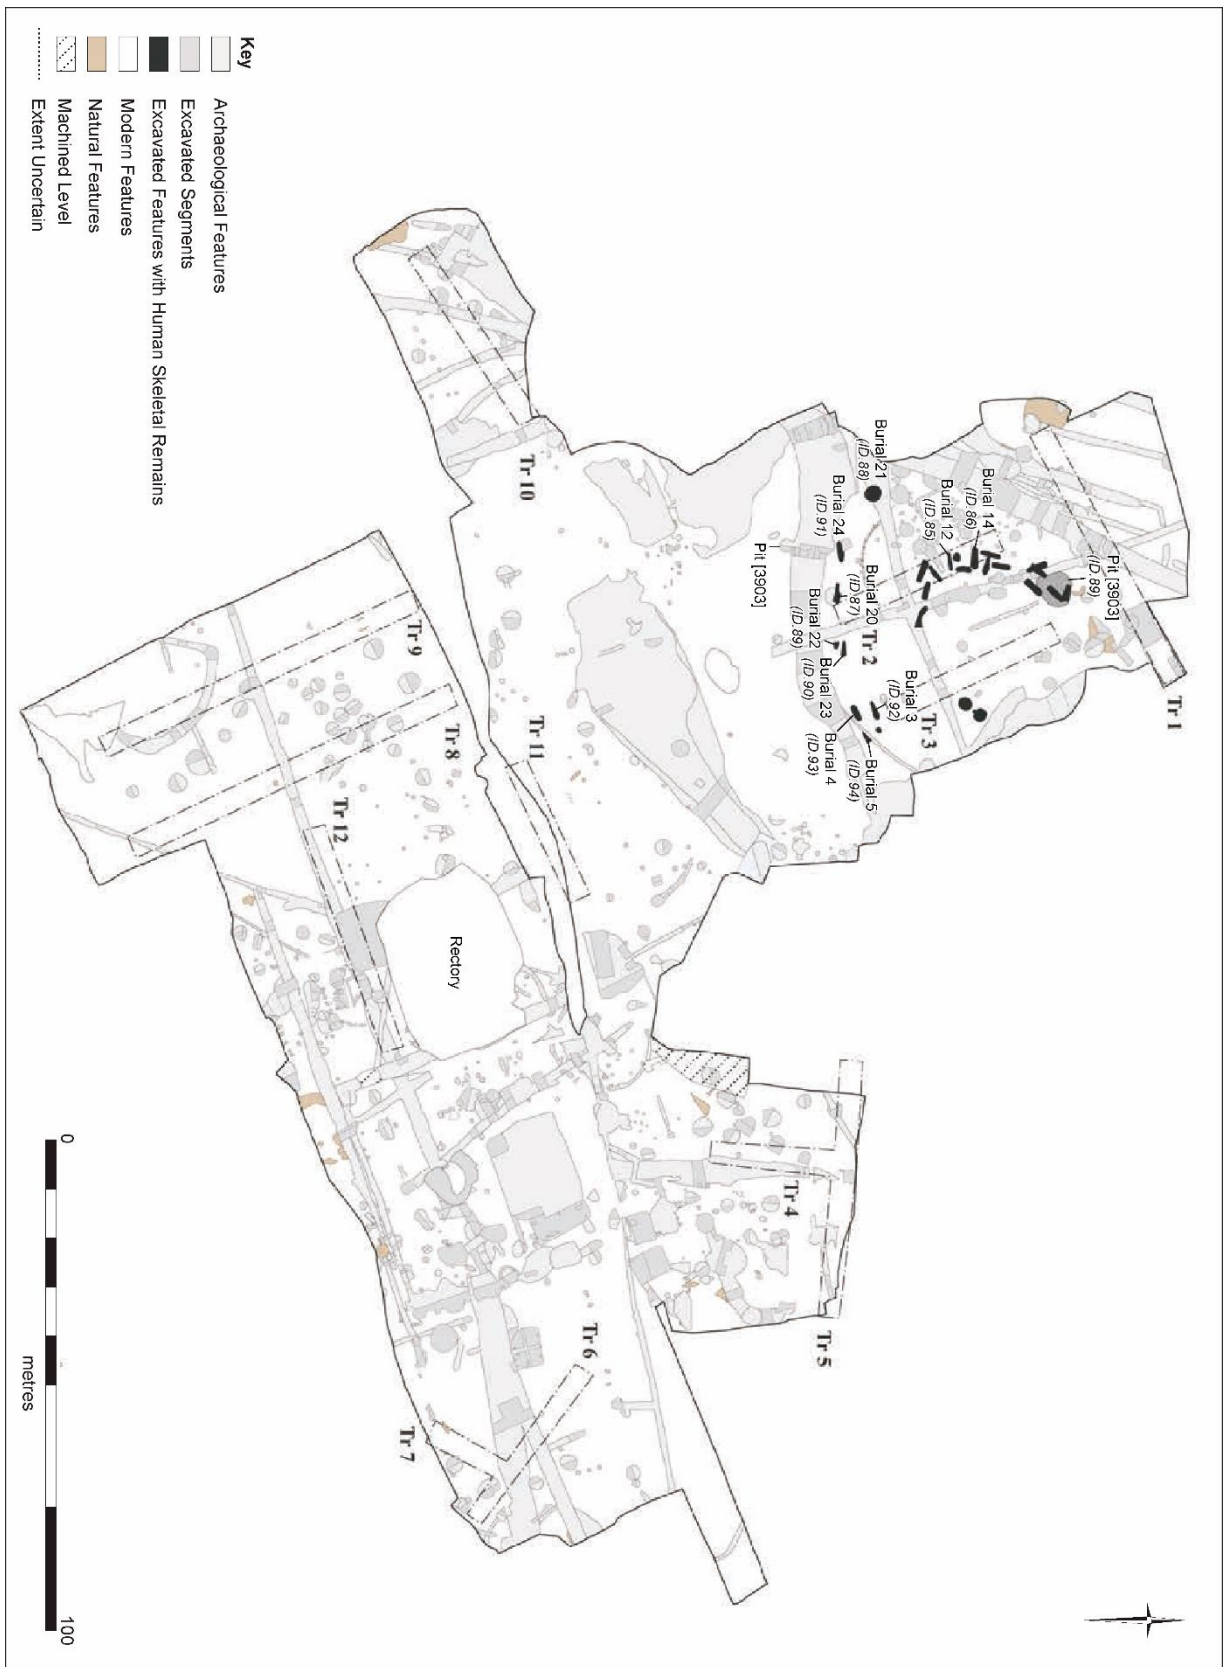 Key
Archaeological Features
Excavated Segments
Excavated Features with Human Skeletal Remains
Modern Features
Natural Features
Machined Level
Extent Uncertain
Tr 1
Pit [3903]
(ID.89)
Burial 14
(ID.86)
Burial 12
(ID.85)
Burial 21
(ID.88)
Burial 24
(ID.91)
Pit [3903]
Burial 20
(ID.87)
Tr 2
Burial 22
(ID.89)
Burial 23
(ID.90)
Burial 3
(ID.92)
Tr 3
Burial 4
(ID.93)
Burial 5
(ID.94)
Tr 10
Tr 9
Tr 8
Tr 11
Tr 12
Rectory
Tr 4
Tr 5
Tr 6
Tr 7
0
100
metres